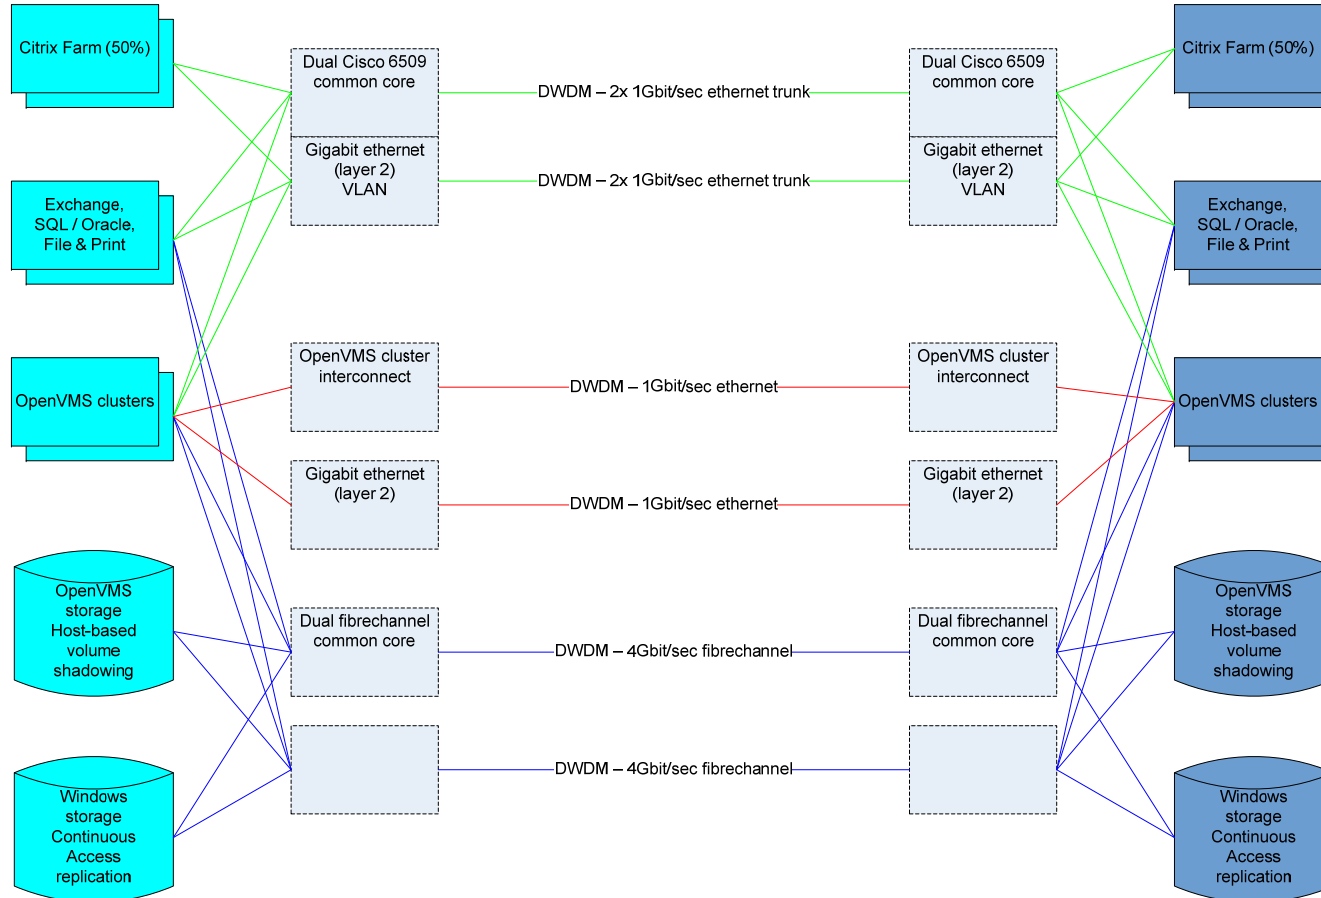 Citrix Farm (50%)
Dual Cisco 6509
common core
DWDM – 2x 1Gbit/sec ethernet trunk
Dual Cisco 6509
common core
Citrix Farm (50%)
Gigabit ethernet
(layer 2)
VLAN
DWDM – 2x 1Gbit/sec ethernet trunk
Gigabit ethernet
(layer 2)
VLAN
Exchange,
SQL / Oracle,
File & Print
Exchange,
SQL / Oracle,
File & Print
OpenVMS clusters
OpenVMS cluster
interconnect
DWDM – 1Gbit/sec ethernet
OpenVMS cluster
interconnect
OpenVMS clusters
Gigabit ethernet
(layer 2)
DWDM – 1Gbit/sec ethernet
Gigabit ethernet
(layer 2)
OpenVMS
storage
Host-based
volume
shadowing
Dual fibrechannel
common core
DWDM – 4Gbit/sec fibrechannel
Dual fibrechannel
common core
OpenVMS
storage
Host-based
volume
shadowing
DWDM – 4Gbit/sec fibrechannel
Windows
storage
Continuous
Access
replication
Windows
storage
Continuous
Access
replication